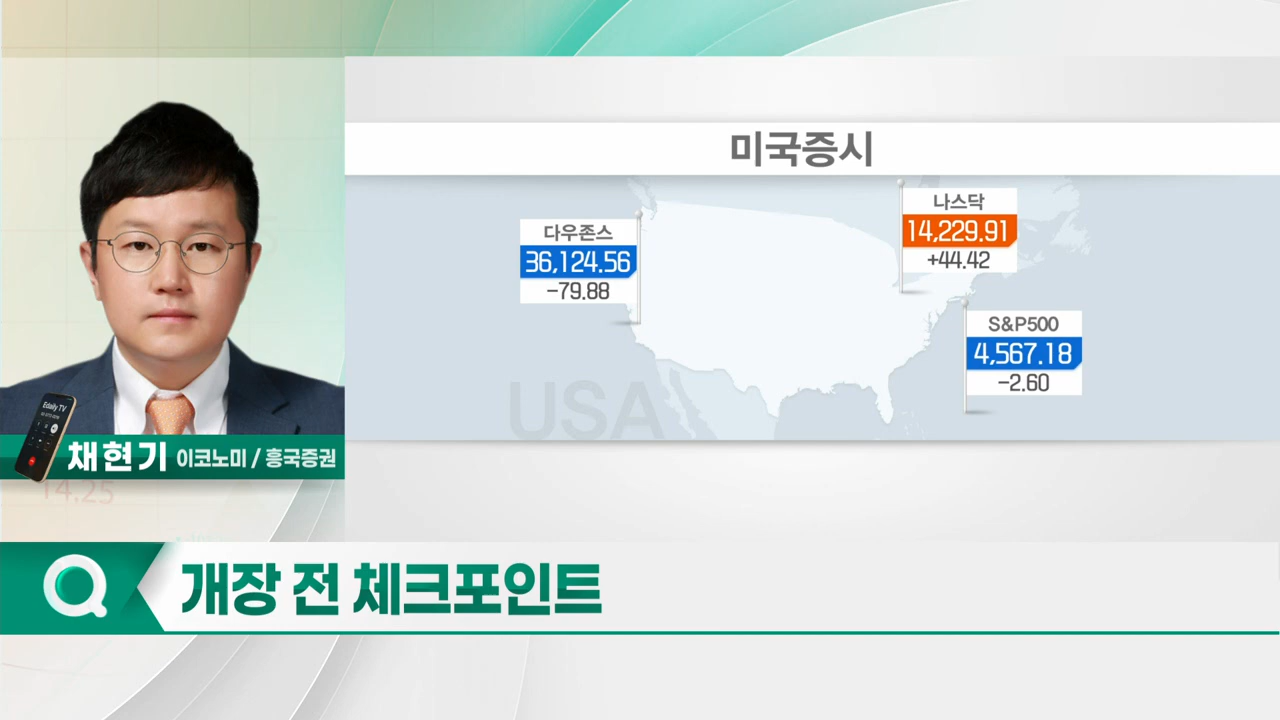 미국증시
다우존스
36,124.56
-79.88
나스닥
14,229.91
+44.42
S&P500
4,567.18
-2.60
USA
Edaily TV
채현기 이코노미 / 흥국증권
14.25
개장 전 체크포인트